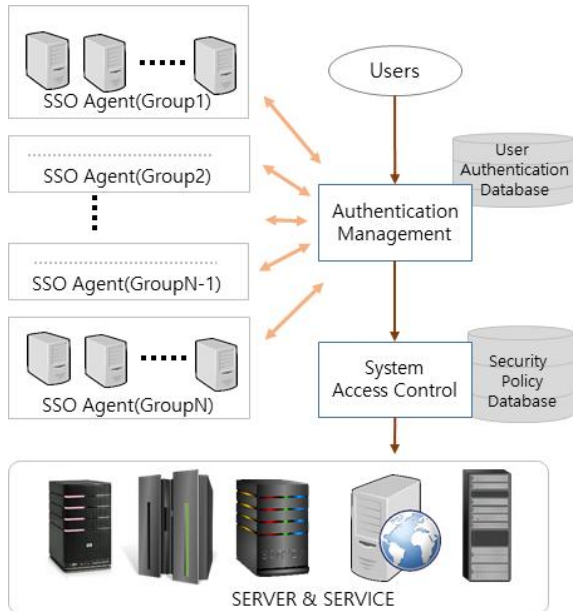 SSO Agent(Group1)
SSO Agent(Group2)
SSO Agent(GroupN-1)
SSO Agent(GroupN)
Users
User
Authentication
Database
Authentication
Management
System
Access Control
Security
Policy
Database
SERVER & SERVICE